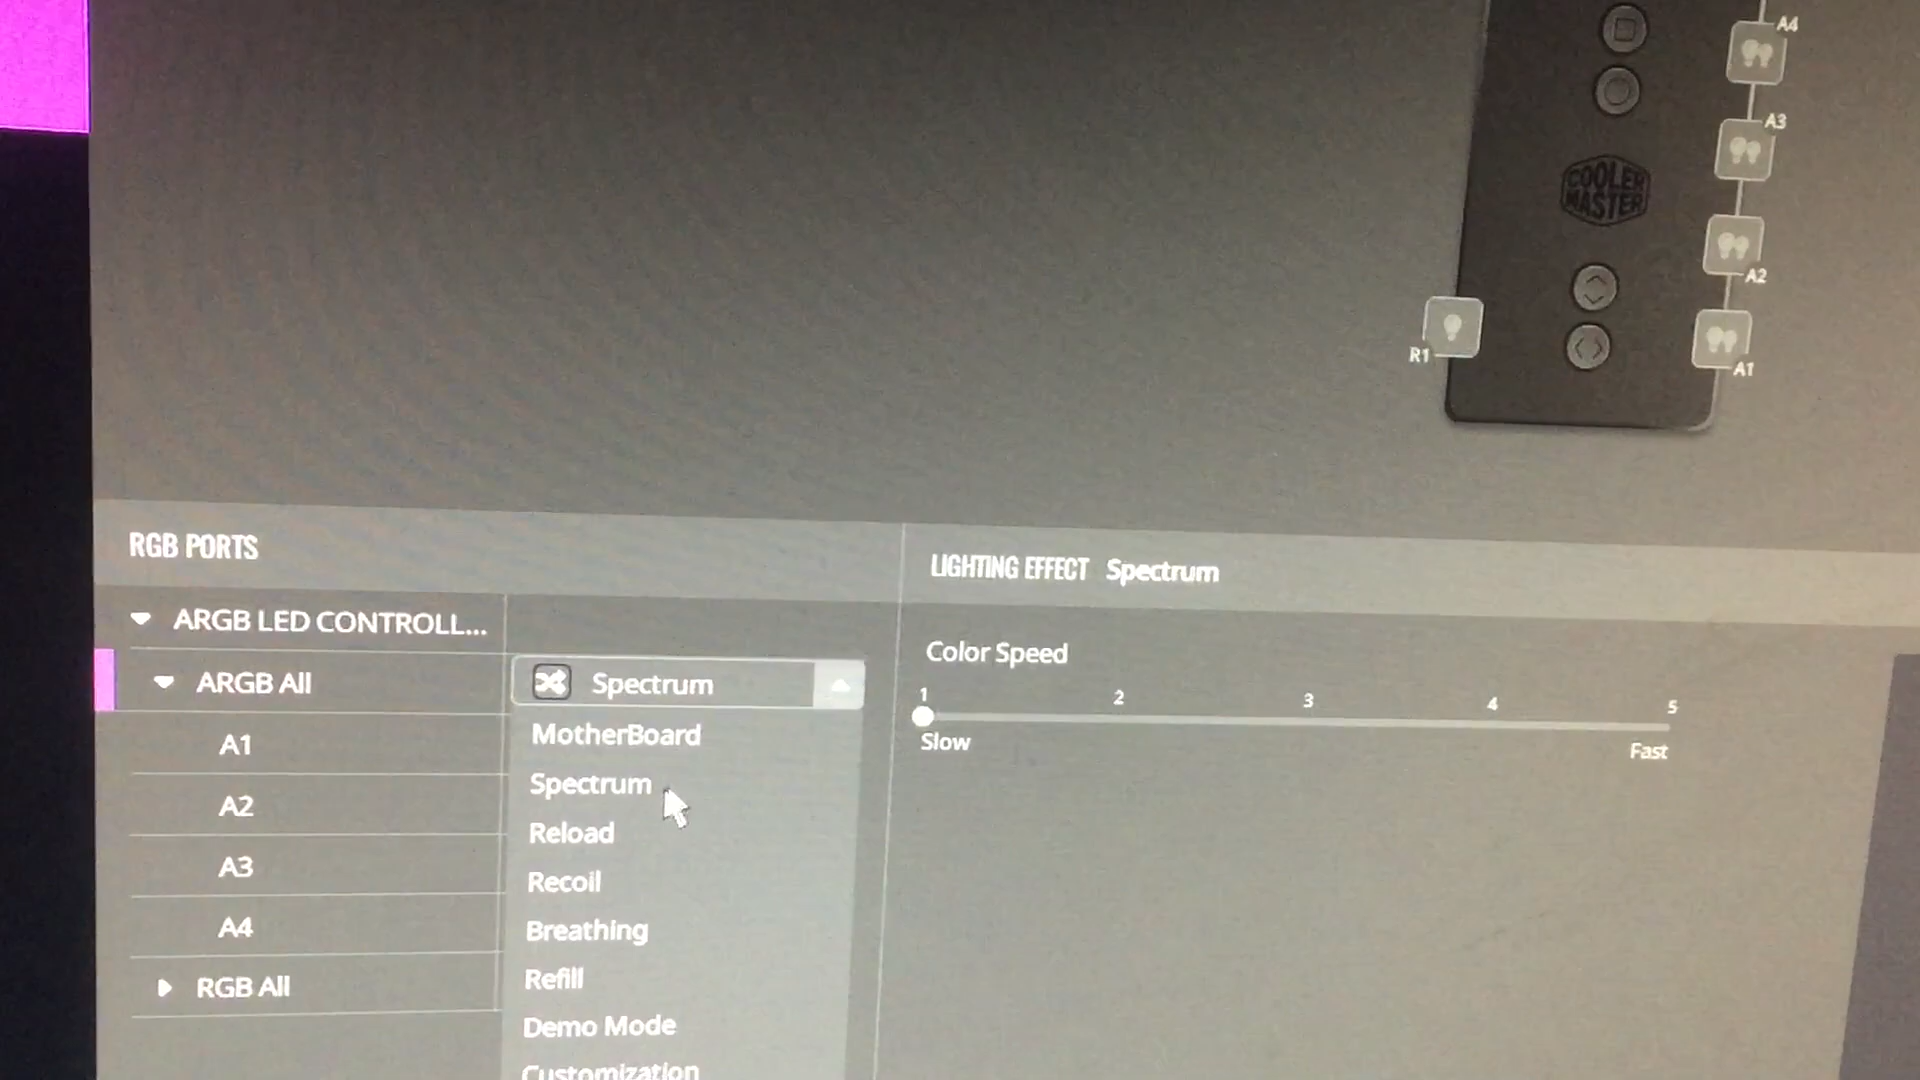 A4
A3
COOLER
MASTER
A2
R1
A1
RGB PORTS
LIGHTING EFFECT Spectrum
ARGB LED CONTROLL...
ARGB All
Spectrum
A1
A2
A3
A4
RGB All
MotherBoard
Spectrum
Reload
Recoil
Breathing
Refill
Demo Mode
Customization
Color Speed
1 2 3 4 5
Slow
Fast